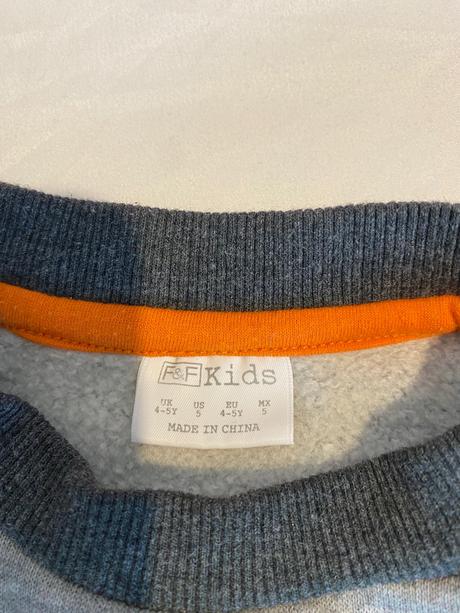 F&F Kids
UK US EU MX
4-5Y 5 4-5Y 5
MADE IN CHINA